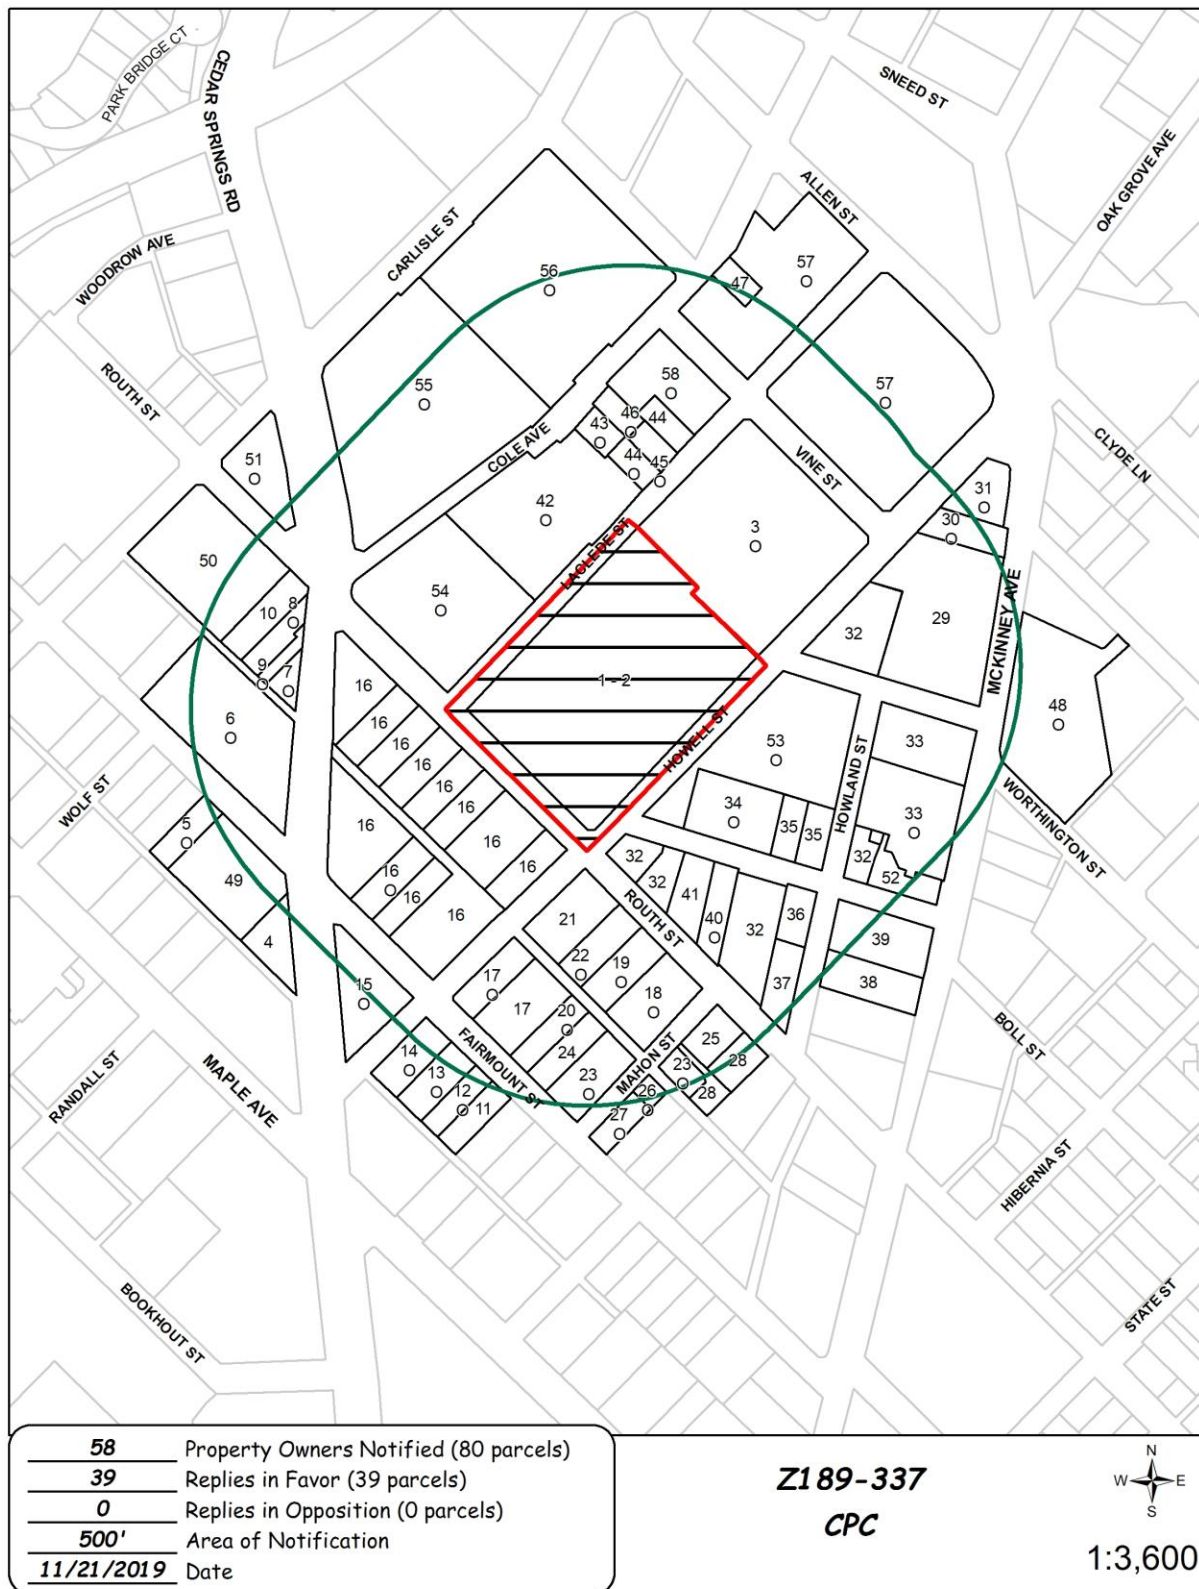 PARK BRIDGE CT
CEDAR SPRINGS RD
SNEED ST
OAK GROVE AVE
ALLEN ST
CARLISLE ST
WOODROW AVE
56
57
47
ROUTH ST
55
58
57
CLYDE LN
46
44
43
COLE AVE
44
45
VINE ST
51
31
42
3
30
LACLEDE ST
50
54
10
8
32
29
MCKINNEY AVE
9
7
16
1 - 2
48
6
16
16
HOWELL ST
53
33
16
HOWLAND ST
WOLF ST
16
34
33
WORTHINGTON ST
5
16
16
35
35
16
32
32
16
49
16
16
32
41
52
16
ROUTH ST
40
32
36
21
39
4
22
19
37
38
15
17
17
18
20
BOLL ST
14
FAIRMOUNT ST
24
MAHON ST
25
28
13
23
23
RANDALL ST
MAPLE AVE
12
11
26
28
27
HIBERNIA ST
BOOKHOUT ST
STATE ST
58 Property Owners Notified (80 parcels)
39 Replies in Favor (39 parcels)
0 Replies in Opposition (0 parcels)
500' Area of Notification
11/21/2019 Date
Z189-337
CPC
N
W E
S
1:3,600